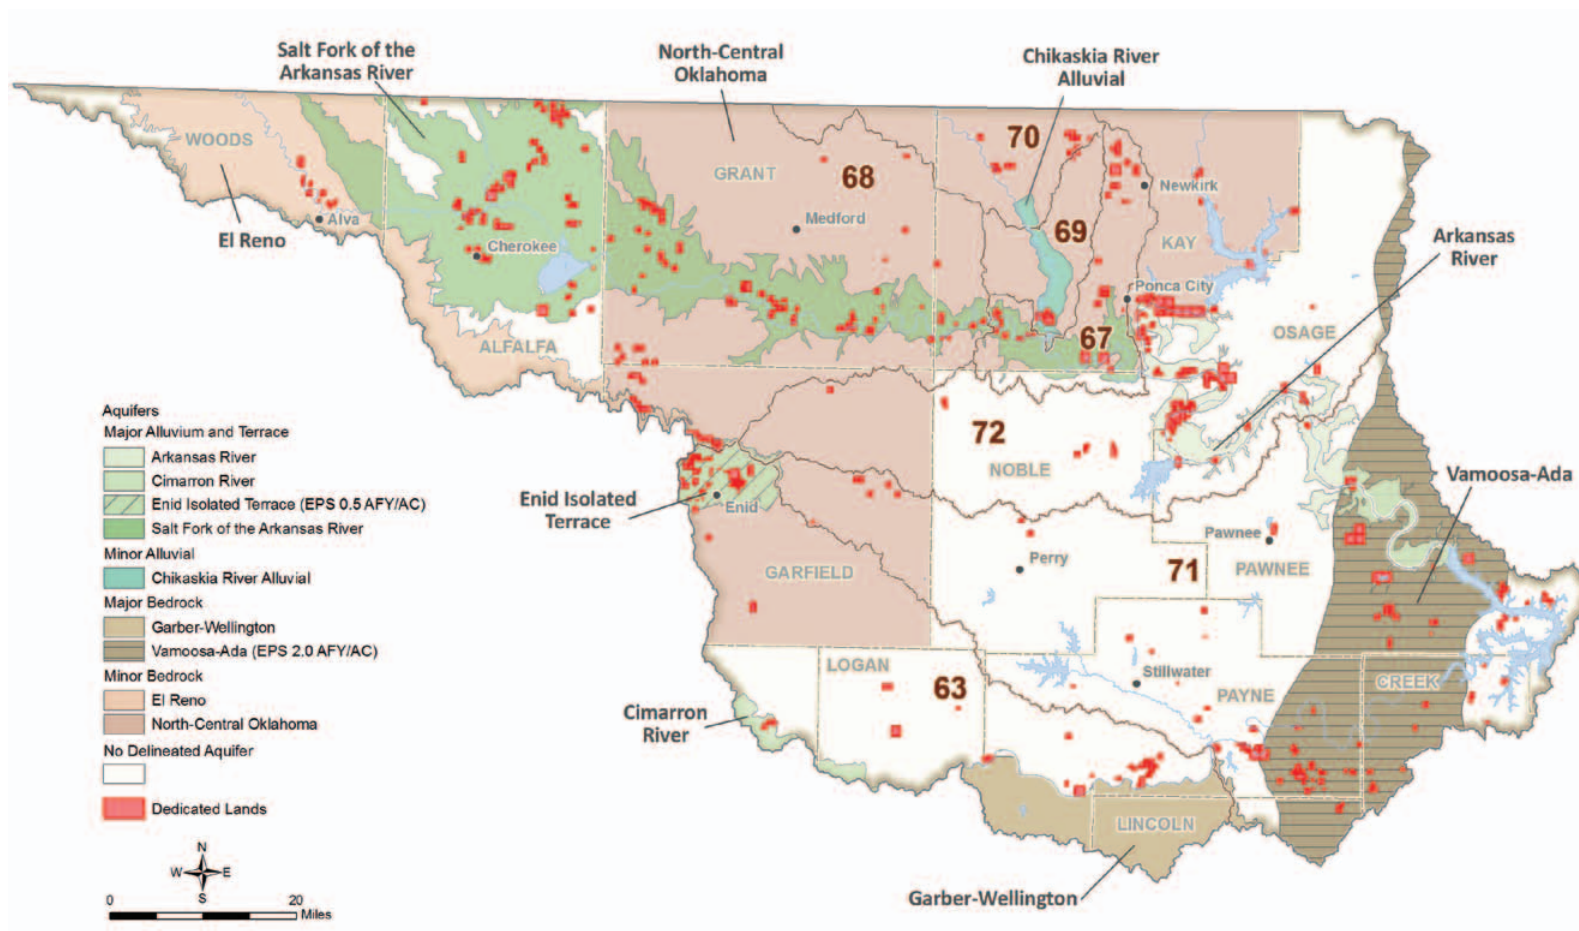 Salt Fork of the
Arkansas River
North-Central
Oklahoma
Chikaskia River
Alluvial
WOODS
70
GRANT
68
Newkirk
Alva
Medford
El Reno
69
KAY
Arkansas
River
Cherokee
Ponca City
OSAGE
ALFALFA
67
Aquifers
Major Alluvium and Terrace
Arkansas River
Cimarron River
Enid Isolated Terrace (EPS 0.5 AFY/AC)
Salt Fork of the Arkansas River
Minor Alluvial
Chikaskia River Alluvial
Major Bedrock
Garber-Wellington
Vamoosa-Ada (EPS 2.0 AFY/AC)
Minor Bedrock
El Reno
North-Central Oklahoma
No Delineated Aquifer
Dedicated Lands
72
NOBLE
Vamoosa-Ada
Enid Isolated
Terrace
Enid
Pawnee
Perry
71
PAWNEE
GARFIELD
LOGAN
Stillwater
CREEK
63
PAYNE
Cimarron
River
LINCOLN
Garber-Wellington
N
W
E
S
0
20
Miles